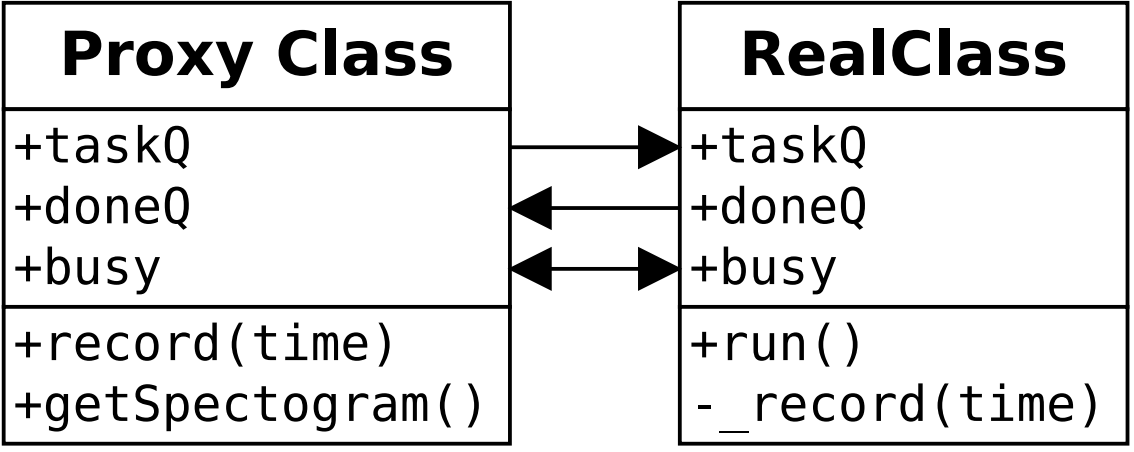 Proxy Class
+taskQ
+doneQ
+busy
+record(time)
+getSpectogram()
RealClass
+taskQ
+doneQ
+busy
+run()
-_record(time)